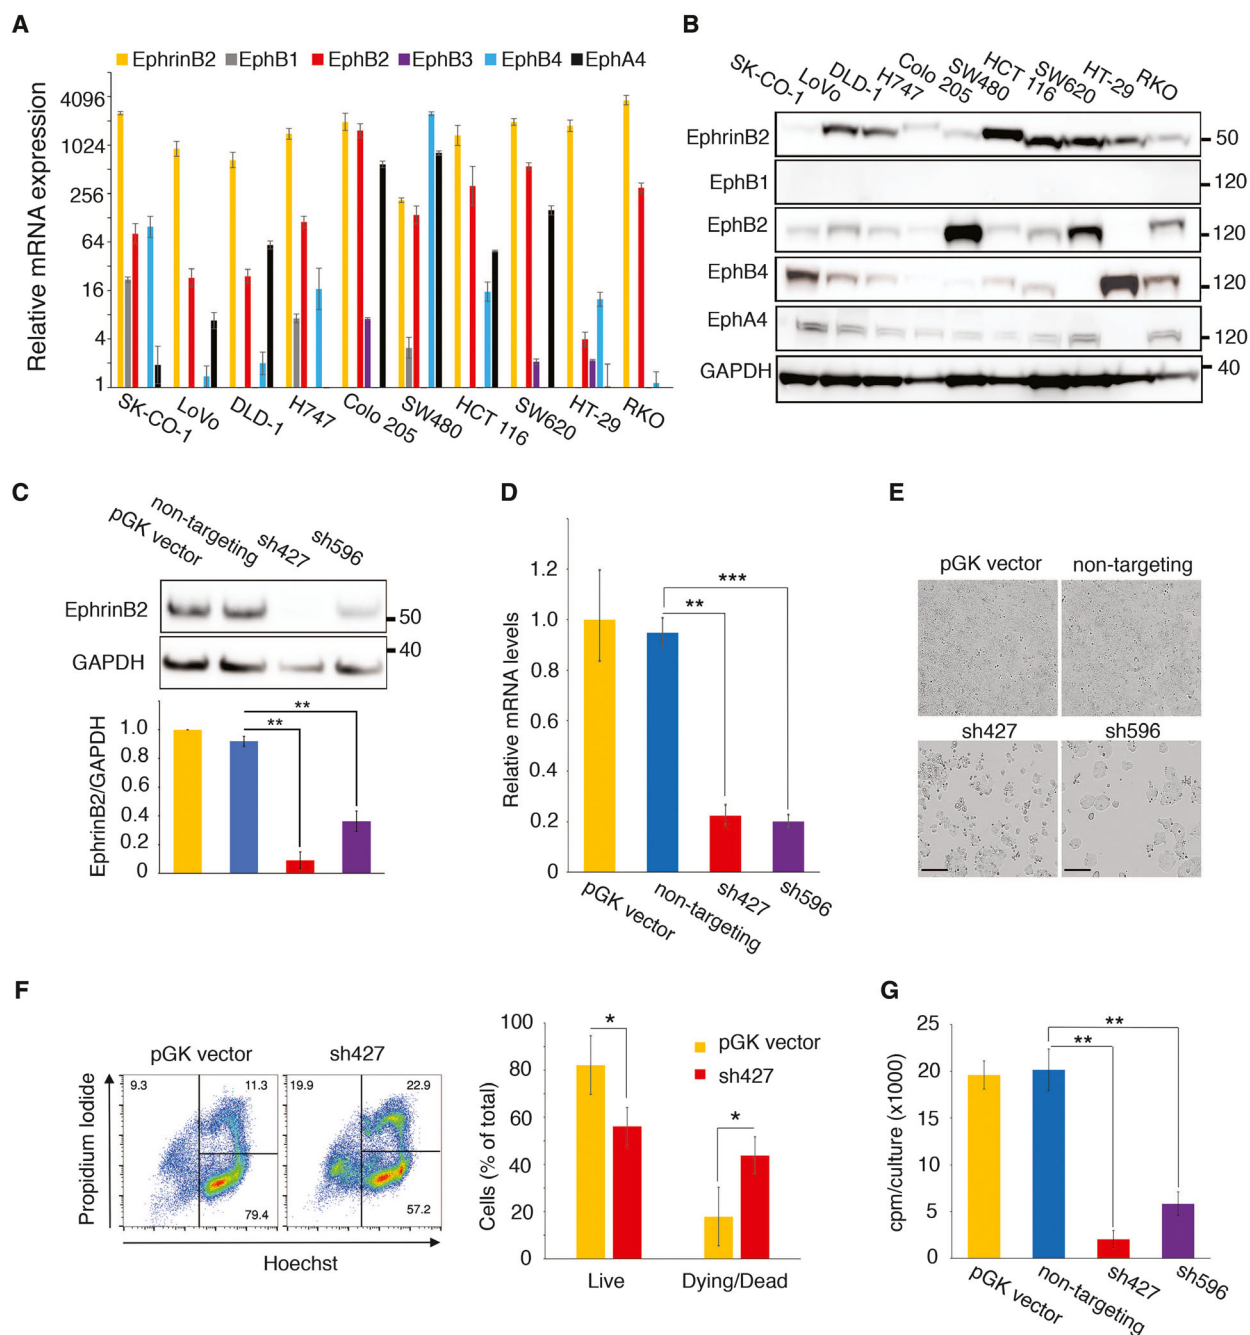 A
EphrinB2 EphB1 EphB2 EphB3 EphB4 EphA4
Relative mRNA expression
4096
1024
256
64
16
4
1
SK-CO-1 LoVo DLD-1 H747 Colo 205 SW480 HCT 116 SW620 HT-29 RKO
B
SK-CO-1 LoVo DLD-1 H747 Colo 205 SW480 HCT 116 SW620 HT-29 RKO
EphrinB2 50
EphB1 120
EphB2 120
EphB4 120
EphA4 120
GAPDH 40
C
pGK vector non-targeting sh427 sh596
EphrinB2 50
GAPDH 40
EphrinB2/GAPDH
1.0
0.8
0.6
0.4
0.2
0
**
**
D
Relative mRNA levels
1.2
1.0
0.8
0.6
0.4
0.2
0
***
**
pGK vector non-targeting sh427 sh596
E
pGK vector non-targeting
sh427 sh596
F
pGK vector sh427
Propidium Iodide
9.3 11.3
79.4
19.9 22.9
57.2
Hoechst
Cells (% of total)
100
80
60
40
20
0
*
*
pGK vector
sh427
Live Dying/Dead
G
cpm/culture (x1000)
25
20
15
10
5
0
**
**
pGK vector non-targeting sh427 sh596